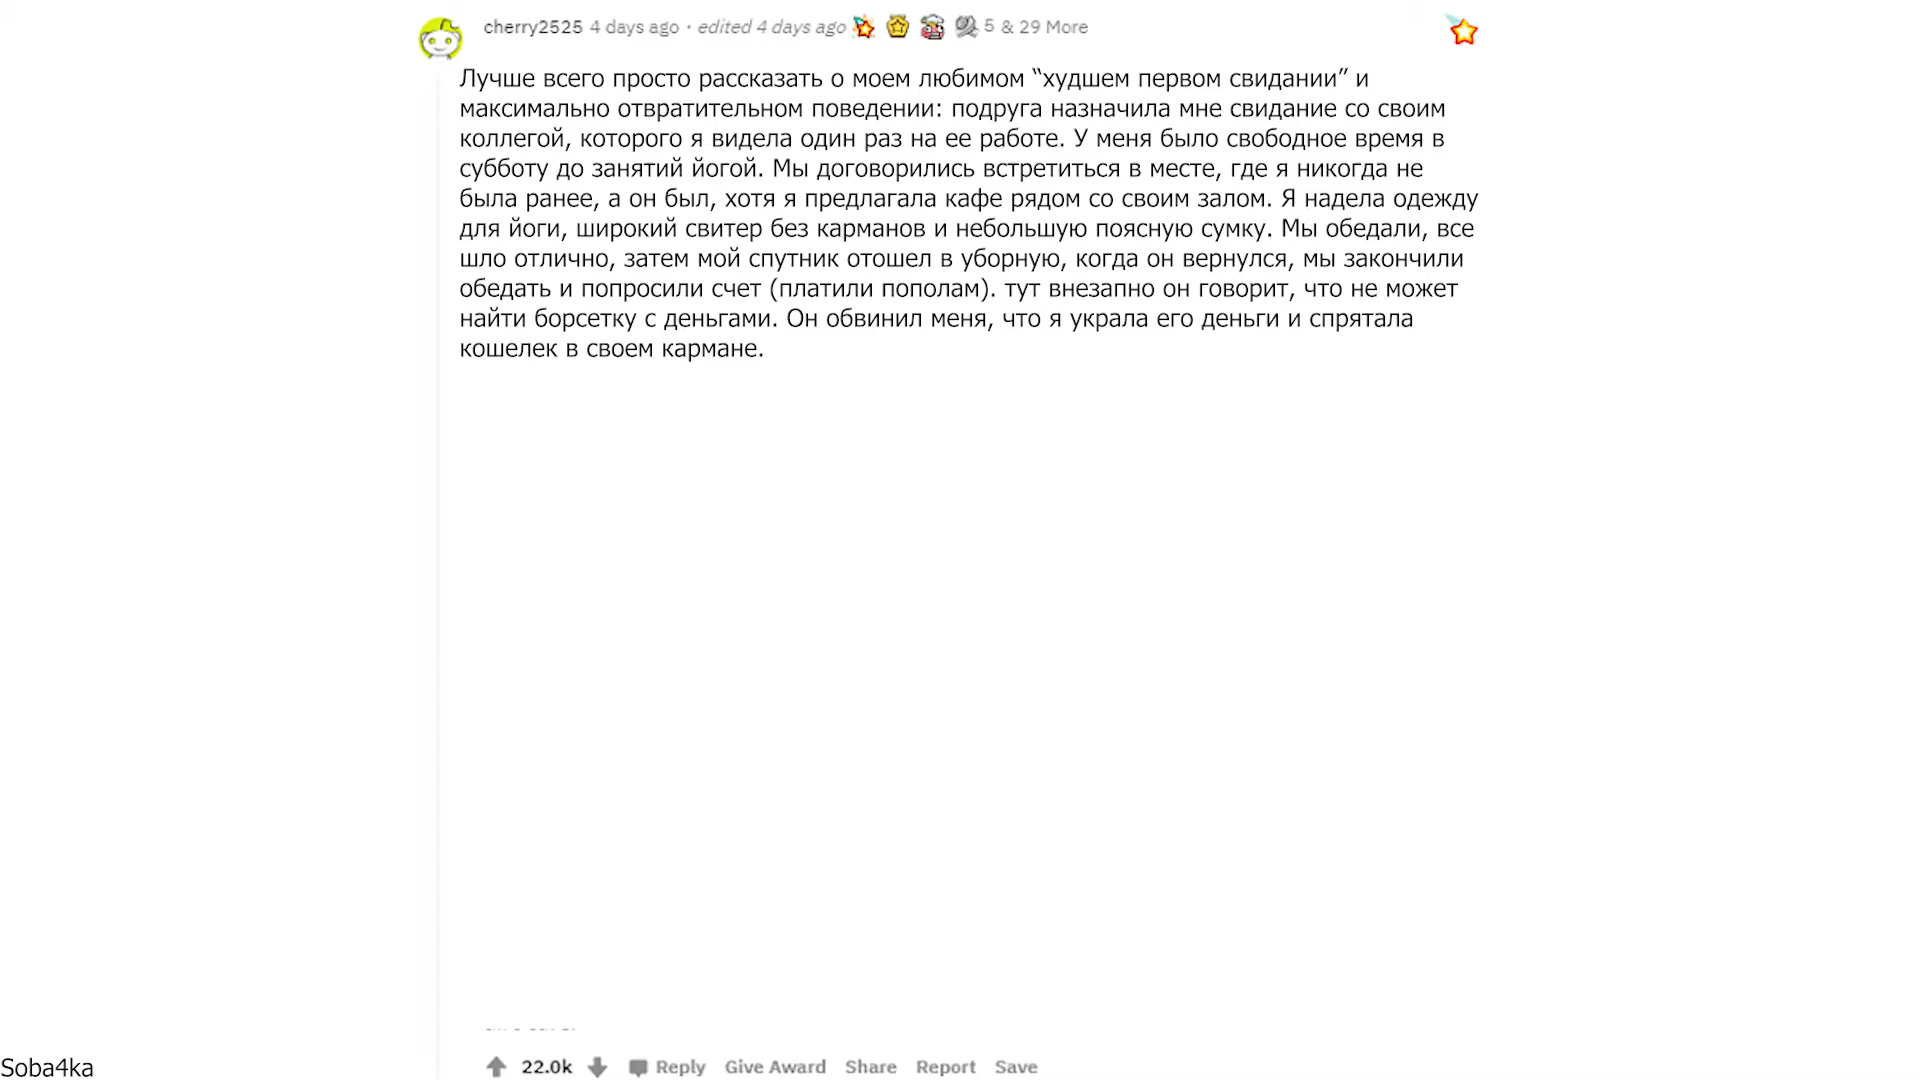 cherry2525 4 days ago · edited 4 days ago 5 & 29 More
Лучше всего просто рассказать о моем любимом “худшем первом свидании” и
максимально отвратительном поведении: подруга назначила мне свидание со своим
коллегой, которого я видела один раз на ее работе. У меня было свободное время в
субботу до занятий йогой. Мы договорились встретиться в месте, где я никогда не
была ранее, а он был, хотя я предлагала кафе рядом со своим залом. Я надела одежду
для йоги, широкий свитер без карманов и небольшую поясную сумку. Мы обедали, все
шло отлично, затем мой спутник отошел в уборную, когда он вернулся, мы закончили
обедать и попросили счет (платили пополам). тут внезапно он говорит, что не может
найти борсетку с деньгами. Он обвинил меня, что я украла его деньги и спрятала
кошелек в своем кармане.
22.0k Reply Give Award Share Report Save
Soba4ka